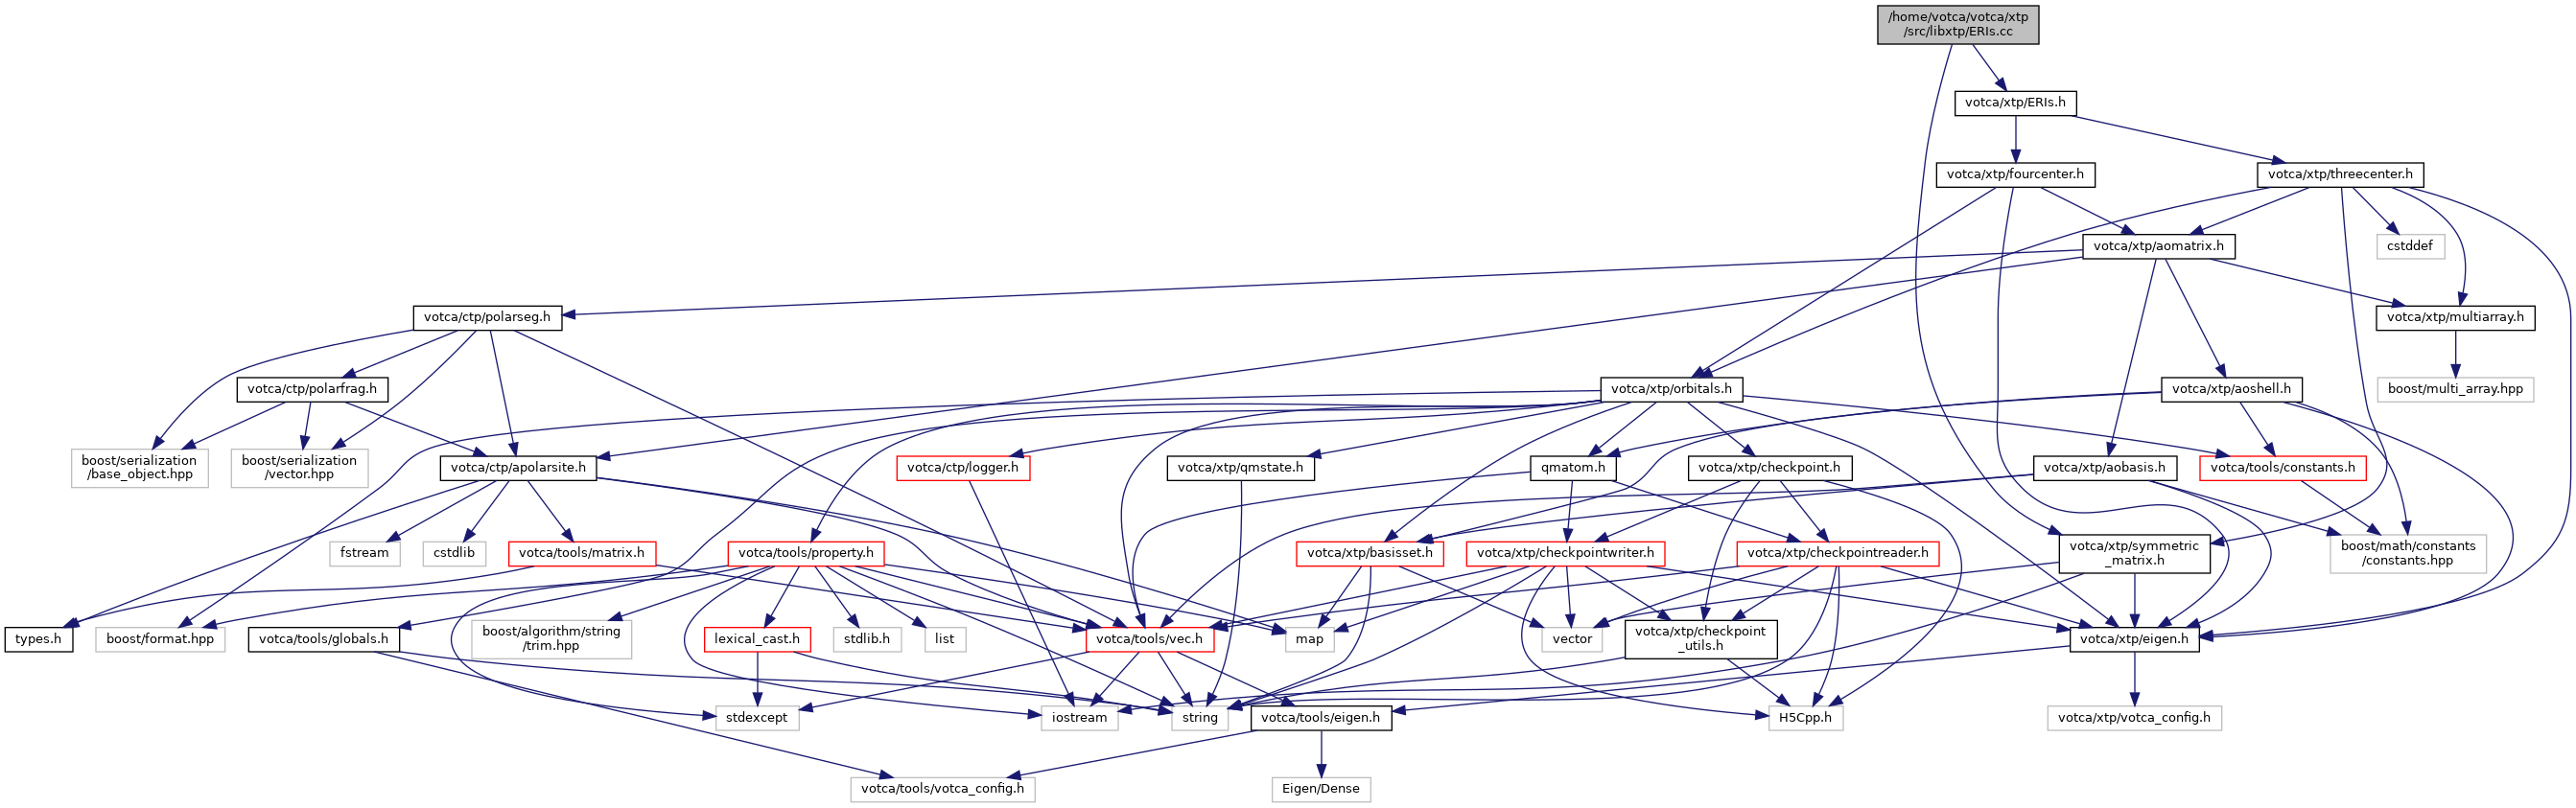 /home/votca/votca/xtp
/src/libxtp/ERIs.cc
votca/xtp/ERIs.h
votca/xtp/fourcenter.h
votca/xtp/threecenter.h
votca/xtp/aomatrix.h
cstddef
votca/ctp/polarseg.h
votca/xtp/multiarray.h
votca/ctp/polarfrag.h
votca/xtp/orbitals.h
votca/xtp/aoshell.h
boost/multi_array.hpp
boost/serialization
/base_object.hpp
boost/serialization
/vector.hpp
votca/ctp/apolarsite.h
votca/ctp/logger.h
votca/xtp/qmstate.h
qmatom.h
votca/xtp/checkpoint.h
votca/xtp/aobasis.h
votca/tools/constants.h
fstream
cstdlib
votca/tools/matrix.h
votca/tools/property.h
votca/xtp/basisset.h
votca/xtp/checkpointwriter.h
votca/xtp/checkpointreader.h
votca/xtp/symmetric
_matrix.h
boost/math/constants
/constants.hpp
types.h
boost/format.hpp
votca/tools/globals.h
boost/algorithm/string
/trim.hpp
lexical_cast.h
stdlib.h
list
votca/tools/vec.h
map
vector
votca/xtp/checkpoint
_utils.h
votca/xtp/eigen.h
stdexcept
iostream
string
votca/tools/eigen.h
H5Cpp.h
votca/xtp/votca_config.h
votca/tools/votca_config.h
Eigen/Dense